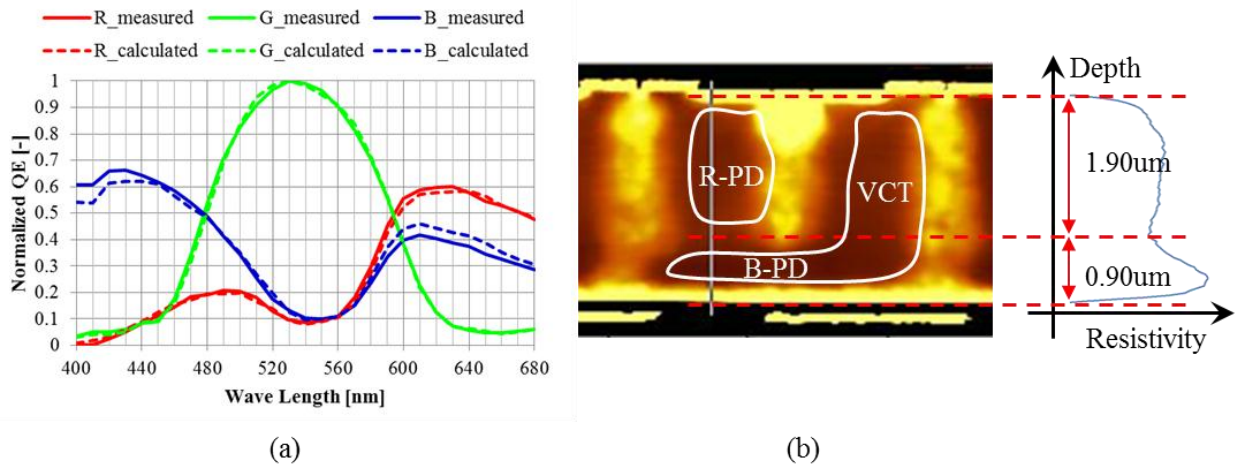 R_measured G_measured B_measured
R_calculated G_calculated B_calculated
1
0.9
0.8
0.7
0.6
0.5
0.4
0.3
0.2
0.1
0
Normalized QE [-]
400 440 480 520 560 600 640 680
Wave Length [nm]
(a)
R-PD
VCT
B-PD
(b)
Depth
1.90um
0.90um
Resistivity